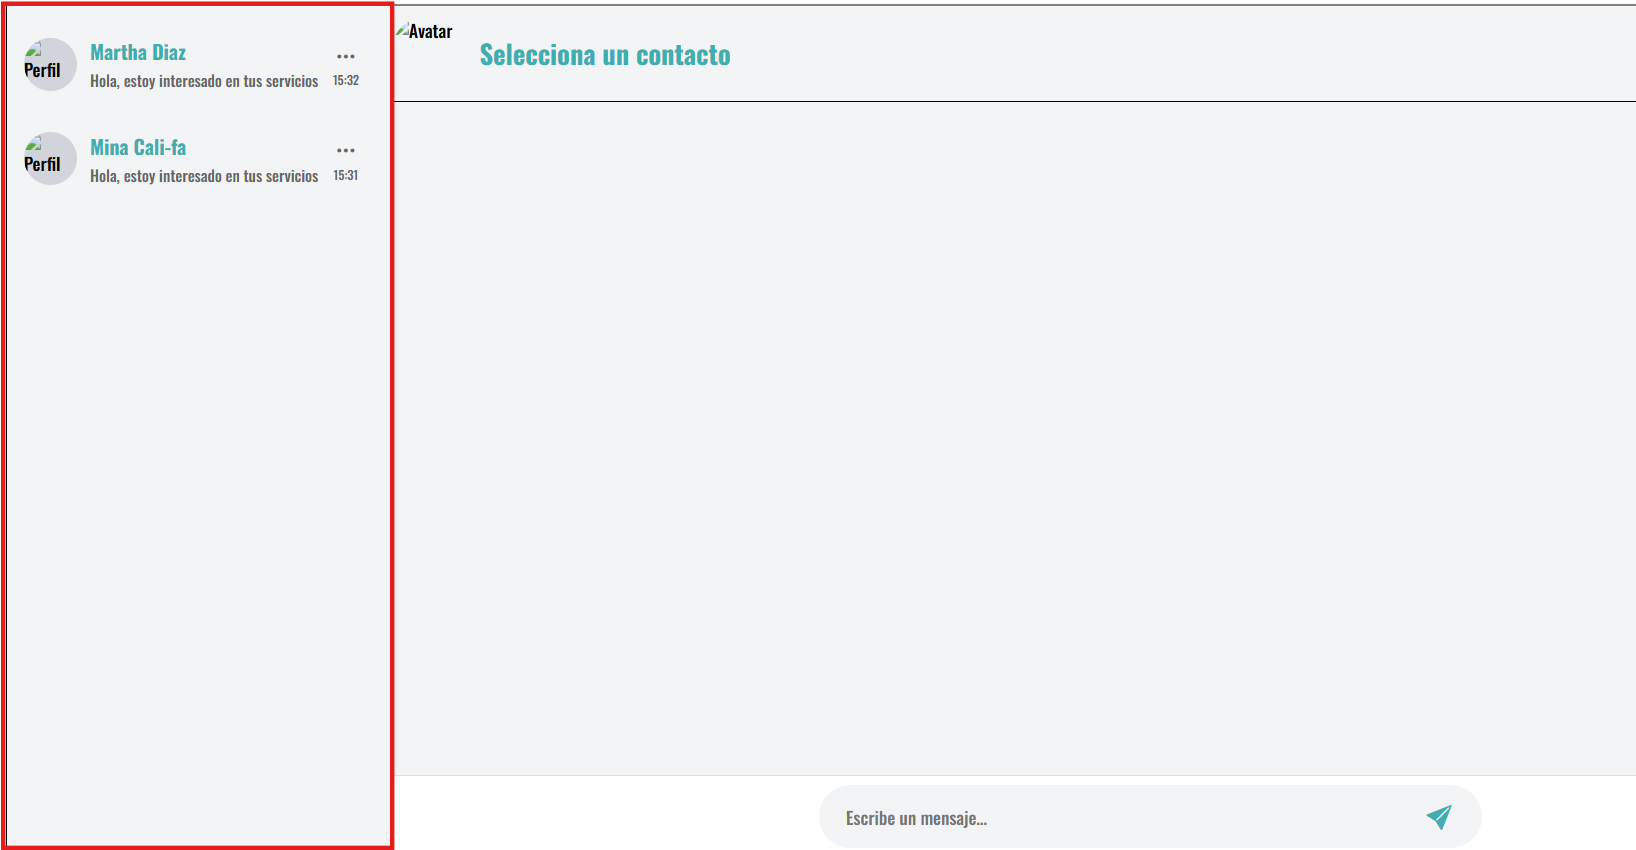 Perfil
Martha Diaz
Hola, estoy interesado en tus servicios 15:32
Perfil
Mina Cali-fa
Hola, estoy interesado en tus servicios 15:31
Avatar
Selecciona un contacto
Escribe un mensaje...